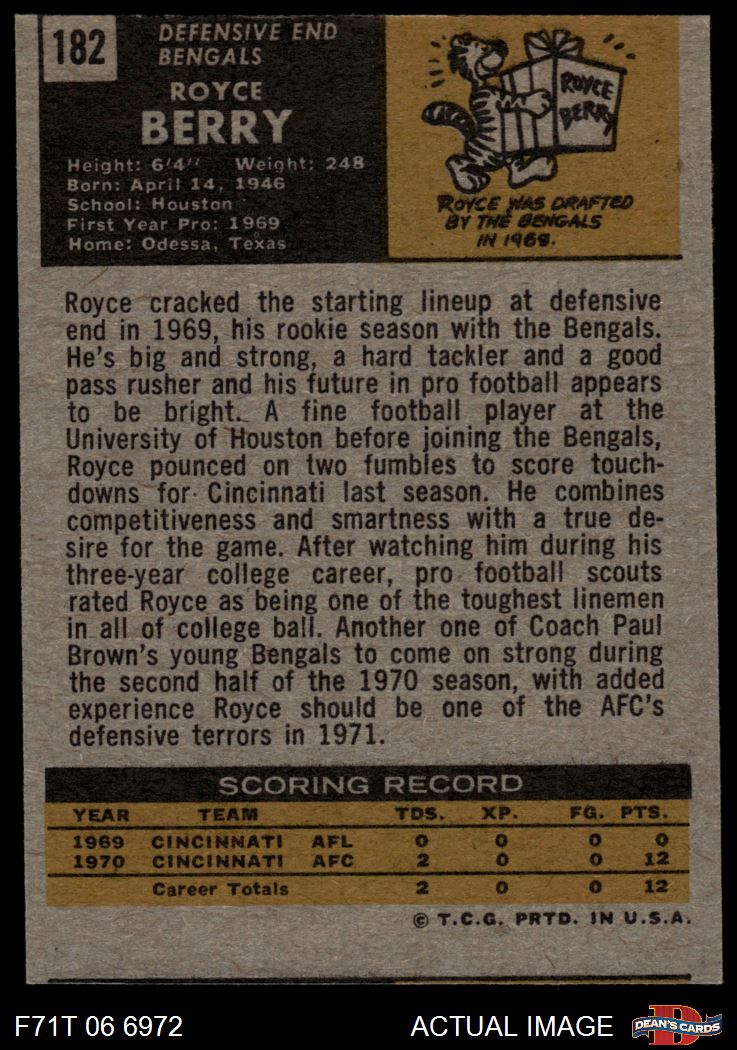 182
DEFENSIVE END
BENGALS
ROYCE
BERRY
Height: 6'4" Weight: 248
Born: April 14, 1946
School: Houston
First Year Pro: 1969
Home: Odessa, Texas
ROYCE
BERRY
ROYCE WAS DRAFTED
BY THE BENGALS
IN 1969.
Royce cracked the starting lineup at defensive
end in 1969, his rookie season with the Bengals.
He's big and strong, a hard tackler and a good
pass rusher and his future in pro football appears
to be bright. A fine football player at the
University of Houston before joining the Bengals,
Royce pounced on two fumbles to score touch-
downs for Cincinnati last season. He combines
competitiveness and smartness with a true de-
sire for the game. After watching him during his
three-year college career, pro football scouts
rated Royce as being one of the toughest linemen
in all of college ball. Another one of Coach Paul
Brown's young Bengals to come on strong during
the second half of the 1970 season, with added
experience Royce should be one of the AFC's
defensive terrors in 1971.
SCORING RECORD
YEAR TEAM TDS. XP. FG. PTS.
1969 CINCINNATI AFL 0 0 0 0
1970 CINCINNATI AFC 2 0 0 12
Career Totals 2 0 0 12
© T.C.G. PRTD. IN U.S.A.
F71T 06 6972 ACTUAL IMAGE DEAN'S CARDS